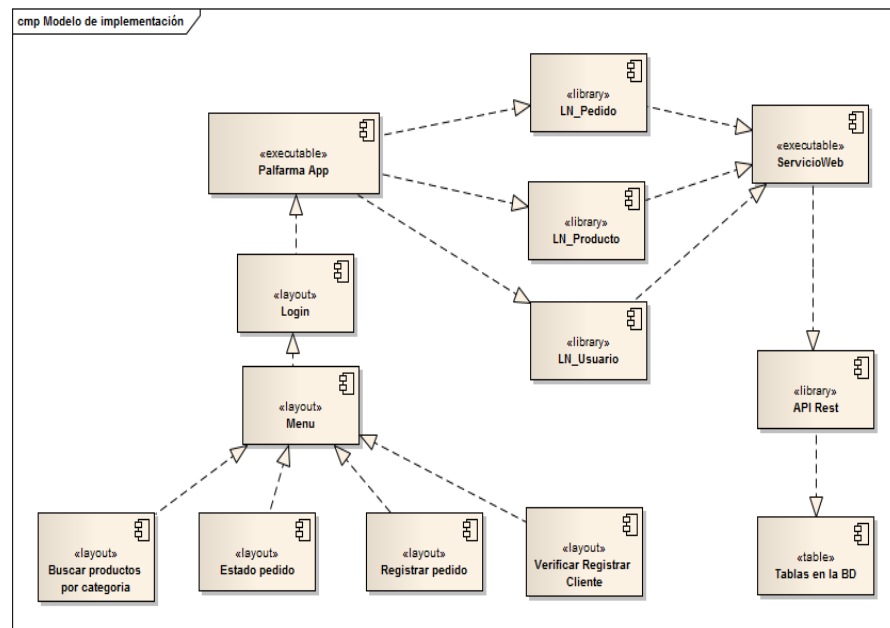 cmp Modelo de implementación
«library»
LN_Pedido
«executable»
Palfarma App
«executable»
ServicioWeb
«library»
LN_Producto
«layout»
Login
«library»
LN_Usuario
«layout»
Menu
«library»
API Rest
«layout»
Buscar productos
por categoria
«layout»
Estado pedido
«layout»
Registrar pedido
«layout»
Verificar Registrar
Cliente
«table»
Tablas en la BD